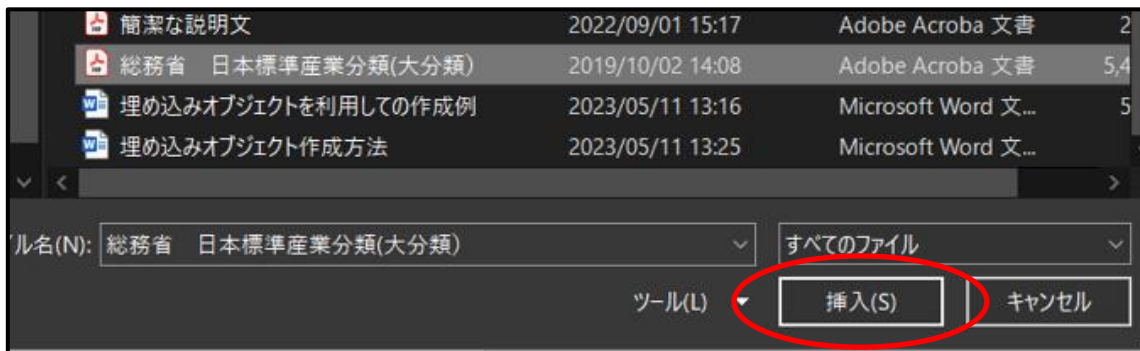 簡潔な説明文 2022/09/01 15:17 Adobe Acroba 文書 2
総務省　日本標準産業分類(大分類) 2019/10/02 14:08 Adobe Acroba 文書 5,4
埋め込みオブジェクトを利用しての作成例 2023/05/11 13:16 Microsoft Word 文... 5
埋め込みオブジェクト作成方法 2023/05/11 13:25 Microsoft Word 文...
イル名(N): 総務省　日本標準産業分類(大分類) すべてのファイル
ツール(L) 挿入(S) キャンセル